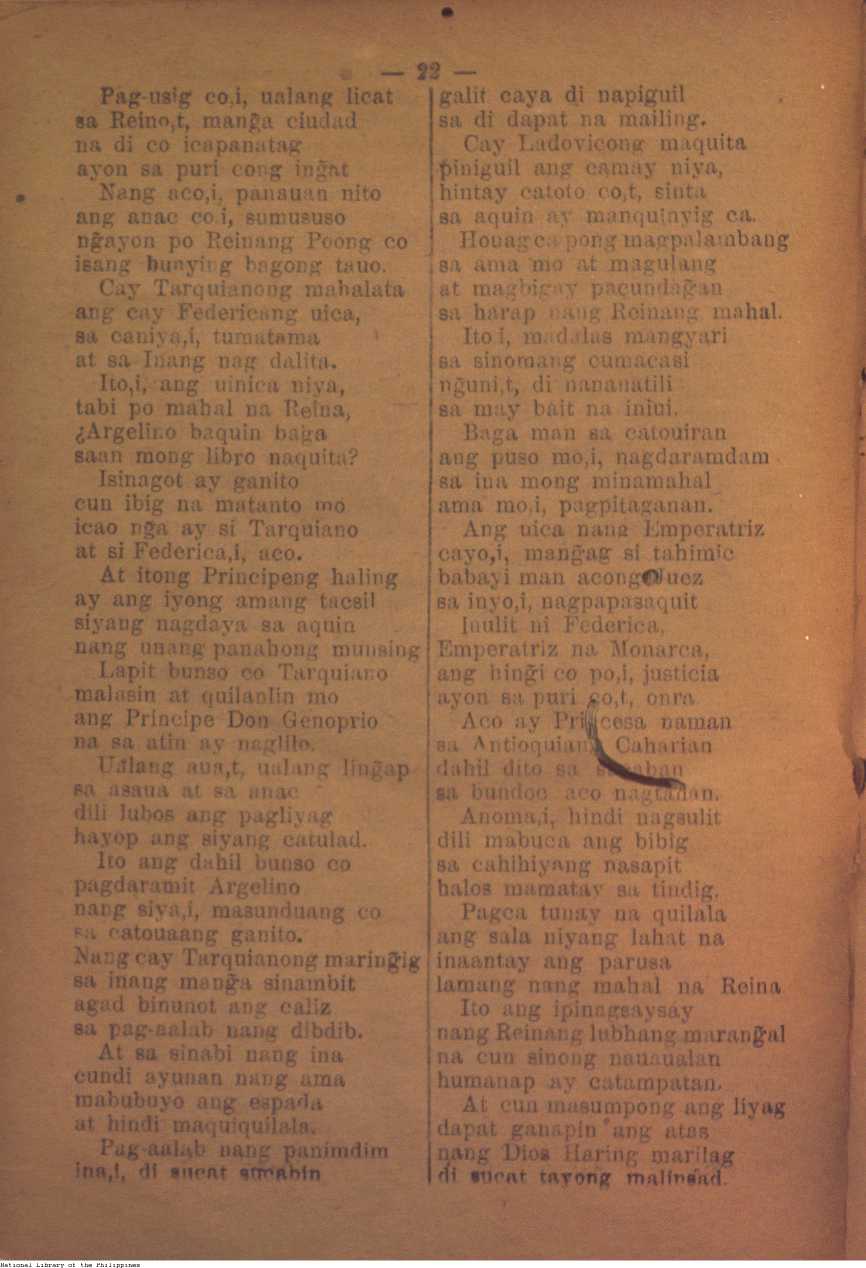 — 22 —
Pag-usig co,i, ualang licat
sa Reino,t, mangã ciudad
na di co icapanatag
ayon sa puri cong ing̃at
Nang aco,i, panauan nito
ang anac co,i, sumususo
ng̃ayon po Reinang Poong co
isang buaying bagong tauo.
Cay Tarquianong mahalata
ang cay Federicang uica,
sa caniya,i, tumatama
at sa Inang nag dalita.
Ito,i, ang uinica niya,
tabi po mahal na Reina,
¿Argelino baquin baga
saan mong libro naquita?
Isinagot ay ganito
cun ibig na matanto mo
icao ng̃a ay si Tarquiano
at si Federica,i, aco.
At itong Principeng haling
ay ang iyong amang tacsil
siyang nagdaya sa aquin
nang unang panahong munsing
Lapit bunso co Tarquiano
malasin at quilanlin mo
ang Principe Don Genoprio
na sa atin ay naglilo.
Ualang aua,t, ualang ling̃ap
sa asaua at sa anac
dili lubos ang pagliyag
hayop ang siyang catulad.
Ito ang dahil bunso co
pagdaramit Argelino
nang siya,i, masunduang co
sa catouaang ganito.
Nang cay Tarquianong maring̃ig
sa inang mang̃a sinambit
agad binunot ang caliz
sa pag-aalab nang dibdib.
At sa sinabi nang ina
cundi ayunan nang ama
mabubuyo ang espada
at hindi maquiquilala.
Pag-aalab nang panimdim
ina,i, di sucat sucabin
galit caya di napiguil
sa di dapat na mailing.
Cay Ladovicong maquita
piniguil ang camay niya,
hintay catoto co,t, sinta
sa aquin ay manquinyig ca.
Houag ca pong magpalambang
sa ama mo at magulang
at magbigay pacundag̃an
sa harap nang Reinang mahal.
Ito i, madalas mangyari
sa sinomang cumacasi
ng̃uni,t, di nananatili
sa may bait na iniui.
Baga man sa catouiran
ang puso mo,i, nagdaramdam
sa ina mong minamahal
ama mo,i, pagpitaganan.
Ang uica nang Emperatriz
cayo,i, mang̃ag si tahimic
babayi man acong Juez
sa inyo,i, nagpapasaquit
Inulit ni Federica,
Emperatriz na Monarca,
ang hing̃i co po,i, justicia
ayon sa puri co,t, onra
Aco ay Princesa naman
sa Antioquiang Caharian
dahil dito sa
sa bundoc aco nagtaåan.
Anoma,i, hindi nagsulit
dili mabuca ang bibig
sa cahihiyang nasapit
halos mamatay sa tindig.
Pagca tunay na quilala
ang sala niyang lahat na
inaantay ang parusa
lamang nang mahal na Reina
Ito ang ipinagsaysay
nang Reinang lubhang marang̃al
na cun sinong nauaualan
humanap ay catampatan.
At cun masumpong ang liyag
dapat ganapin ang atas
nang Dios Haring marilag
di sucat tayong malinsad.
National Library of the Philippines